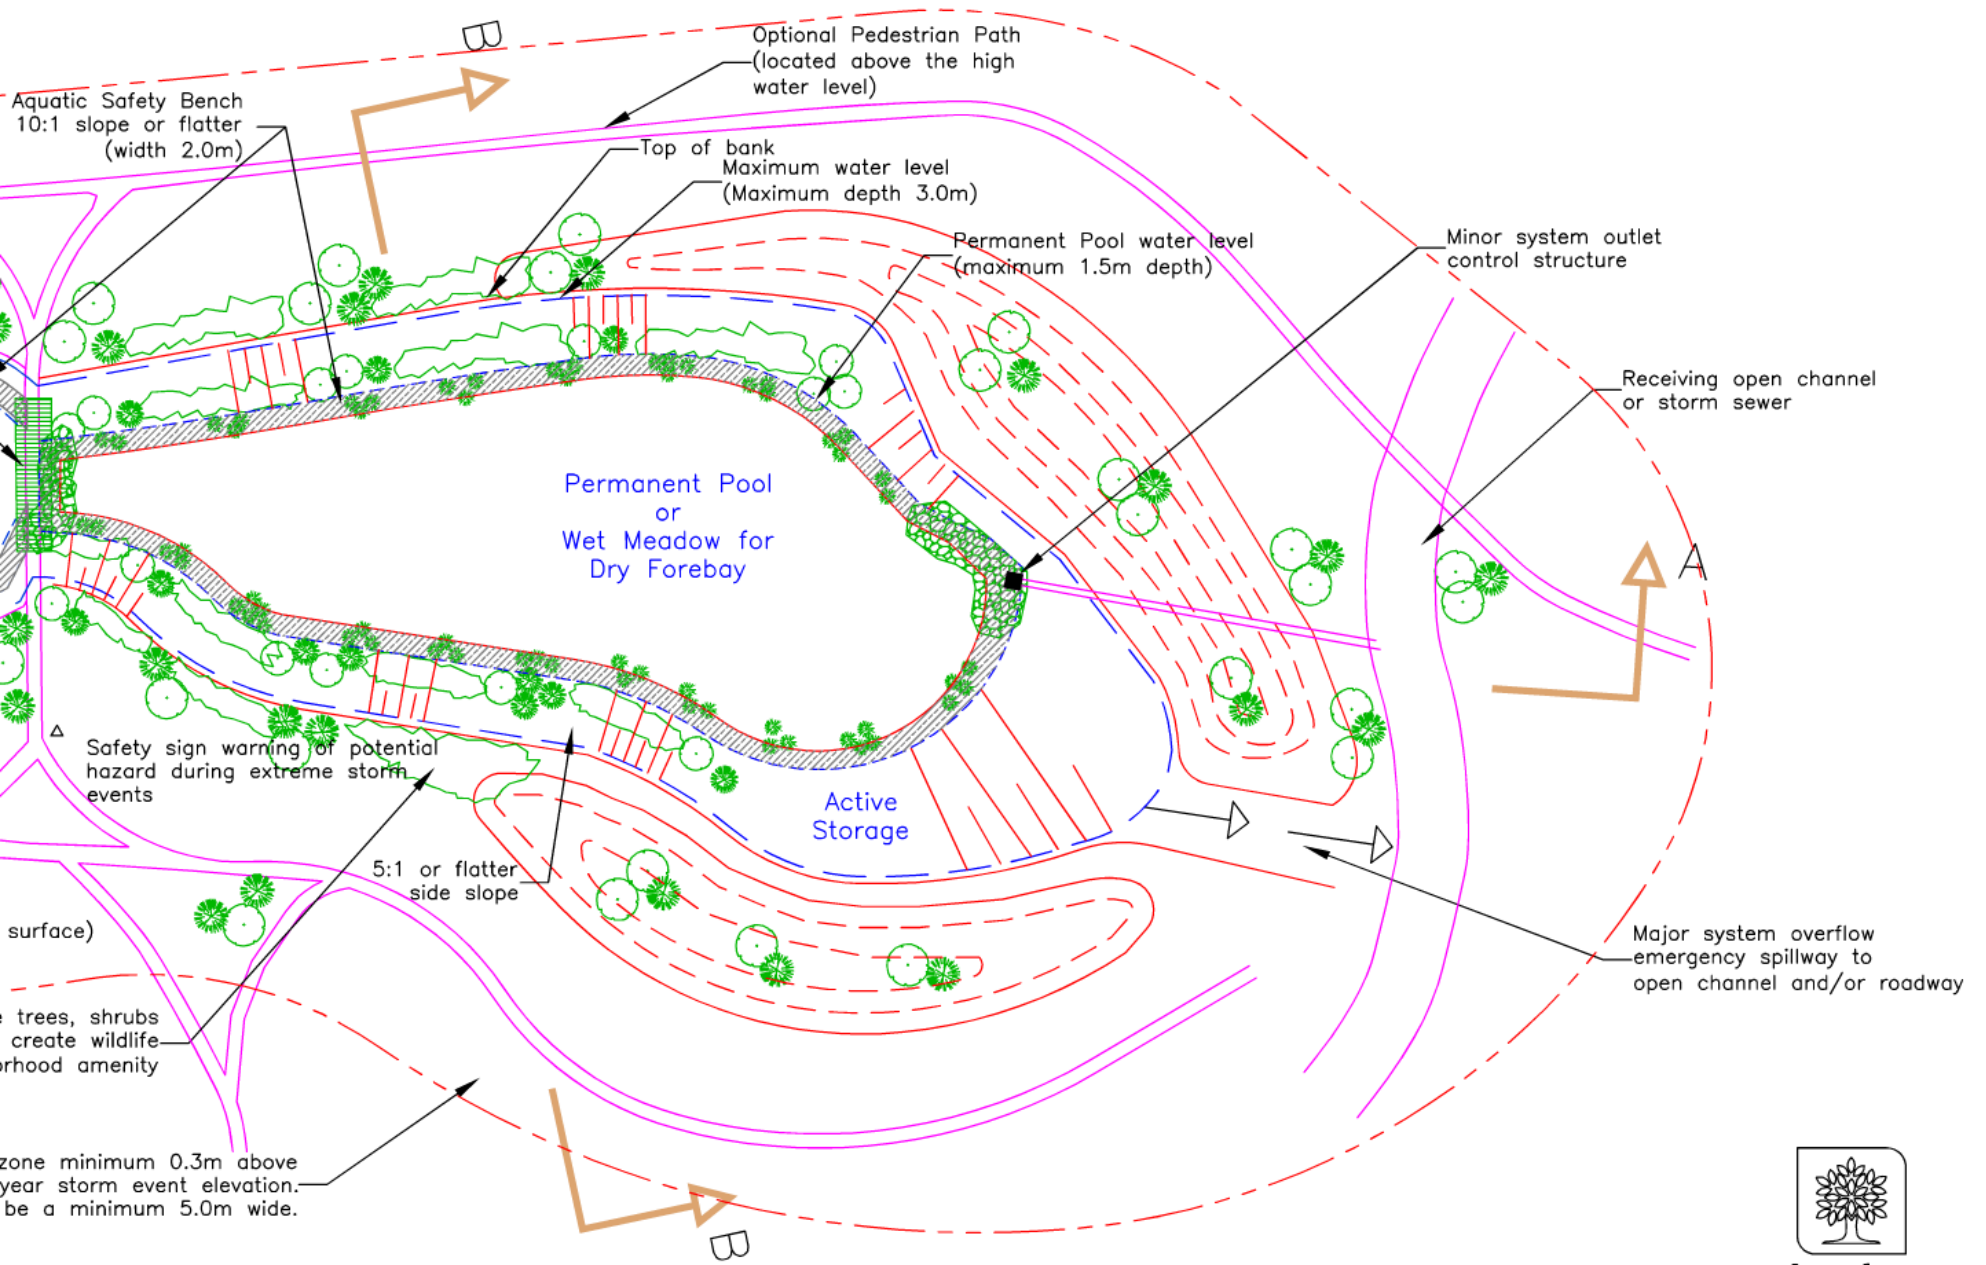 B
Optional Pedestrian Path
(located above the high
water level)
Aquatic Safety Bench
10:1 slope or flatter
(width 2.0m)
Top of bank
Maximum water level
(Maximum depth 3.0m)
Permanent Pool water level
(maximum 1.5m depth)
Minor system outlet
control structure
Receiving open channel
or storm sewer
Permanent Pool
or
Wet Meadow for
Dry Forebay
A
Safety sign warning of potential
hazard during extreme storm
events
Active
Storage
5:1 or flatter
side slope
surface)
Major system overflow
emergency spillway to
open channel and/or roadway
trees, shrubs
create wildlife
amenity
zone minimum 0.3m above
year storm event elevation.
be a minimum 5.0m wide.
B